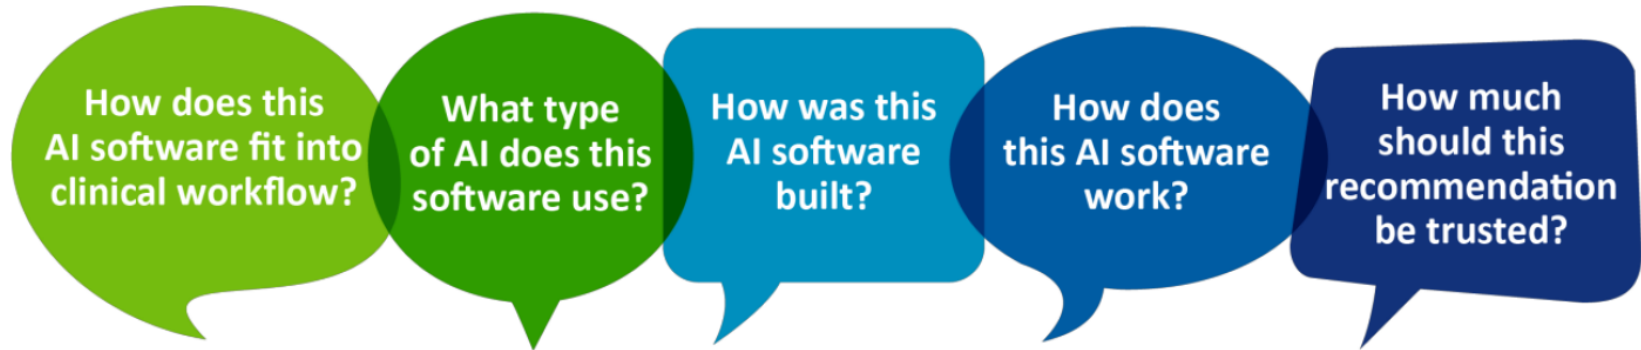 How does this
AI software fit into
clinical workflow?
What type
of AI does this
software use?
How was this
AI software
built?
How does
this AI software
work?
How much
should this
recommendation
be trusted?